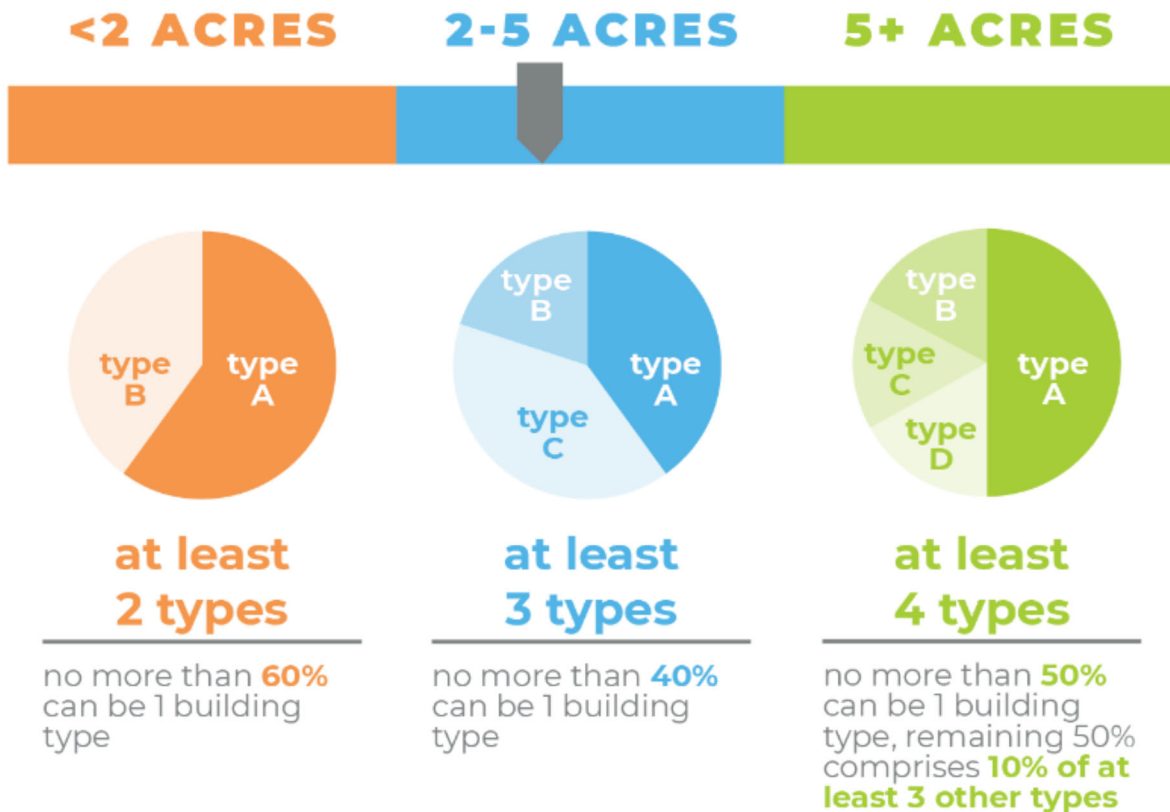 <2 ACRES
2-5 ACRES
5+ ACRES
type
B
type
A
type
B
type
A
type
C
type
B
type
C
type
A
type
D
at least
2 types
no more than 60%
can be 1 building
type
at least
3 types
no more than 40%
can be 1 building
type
at least
4 types
no more than 50%
can be 1 building
type, remaining 50%
comprises 10% of at
least 3 other types